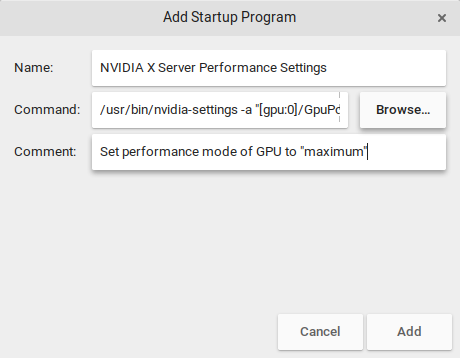 Add Startup Program
Name: NVIDIA X Server Performance Settings
Command: /usr/bin/nvidia-settings -a "[gpu:0]/GpuPo Browse...
Comment: Set performance mode of GPU to "maximum"
Cancel Add